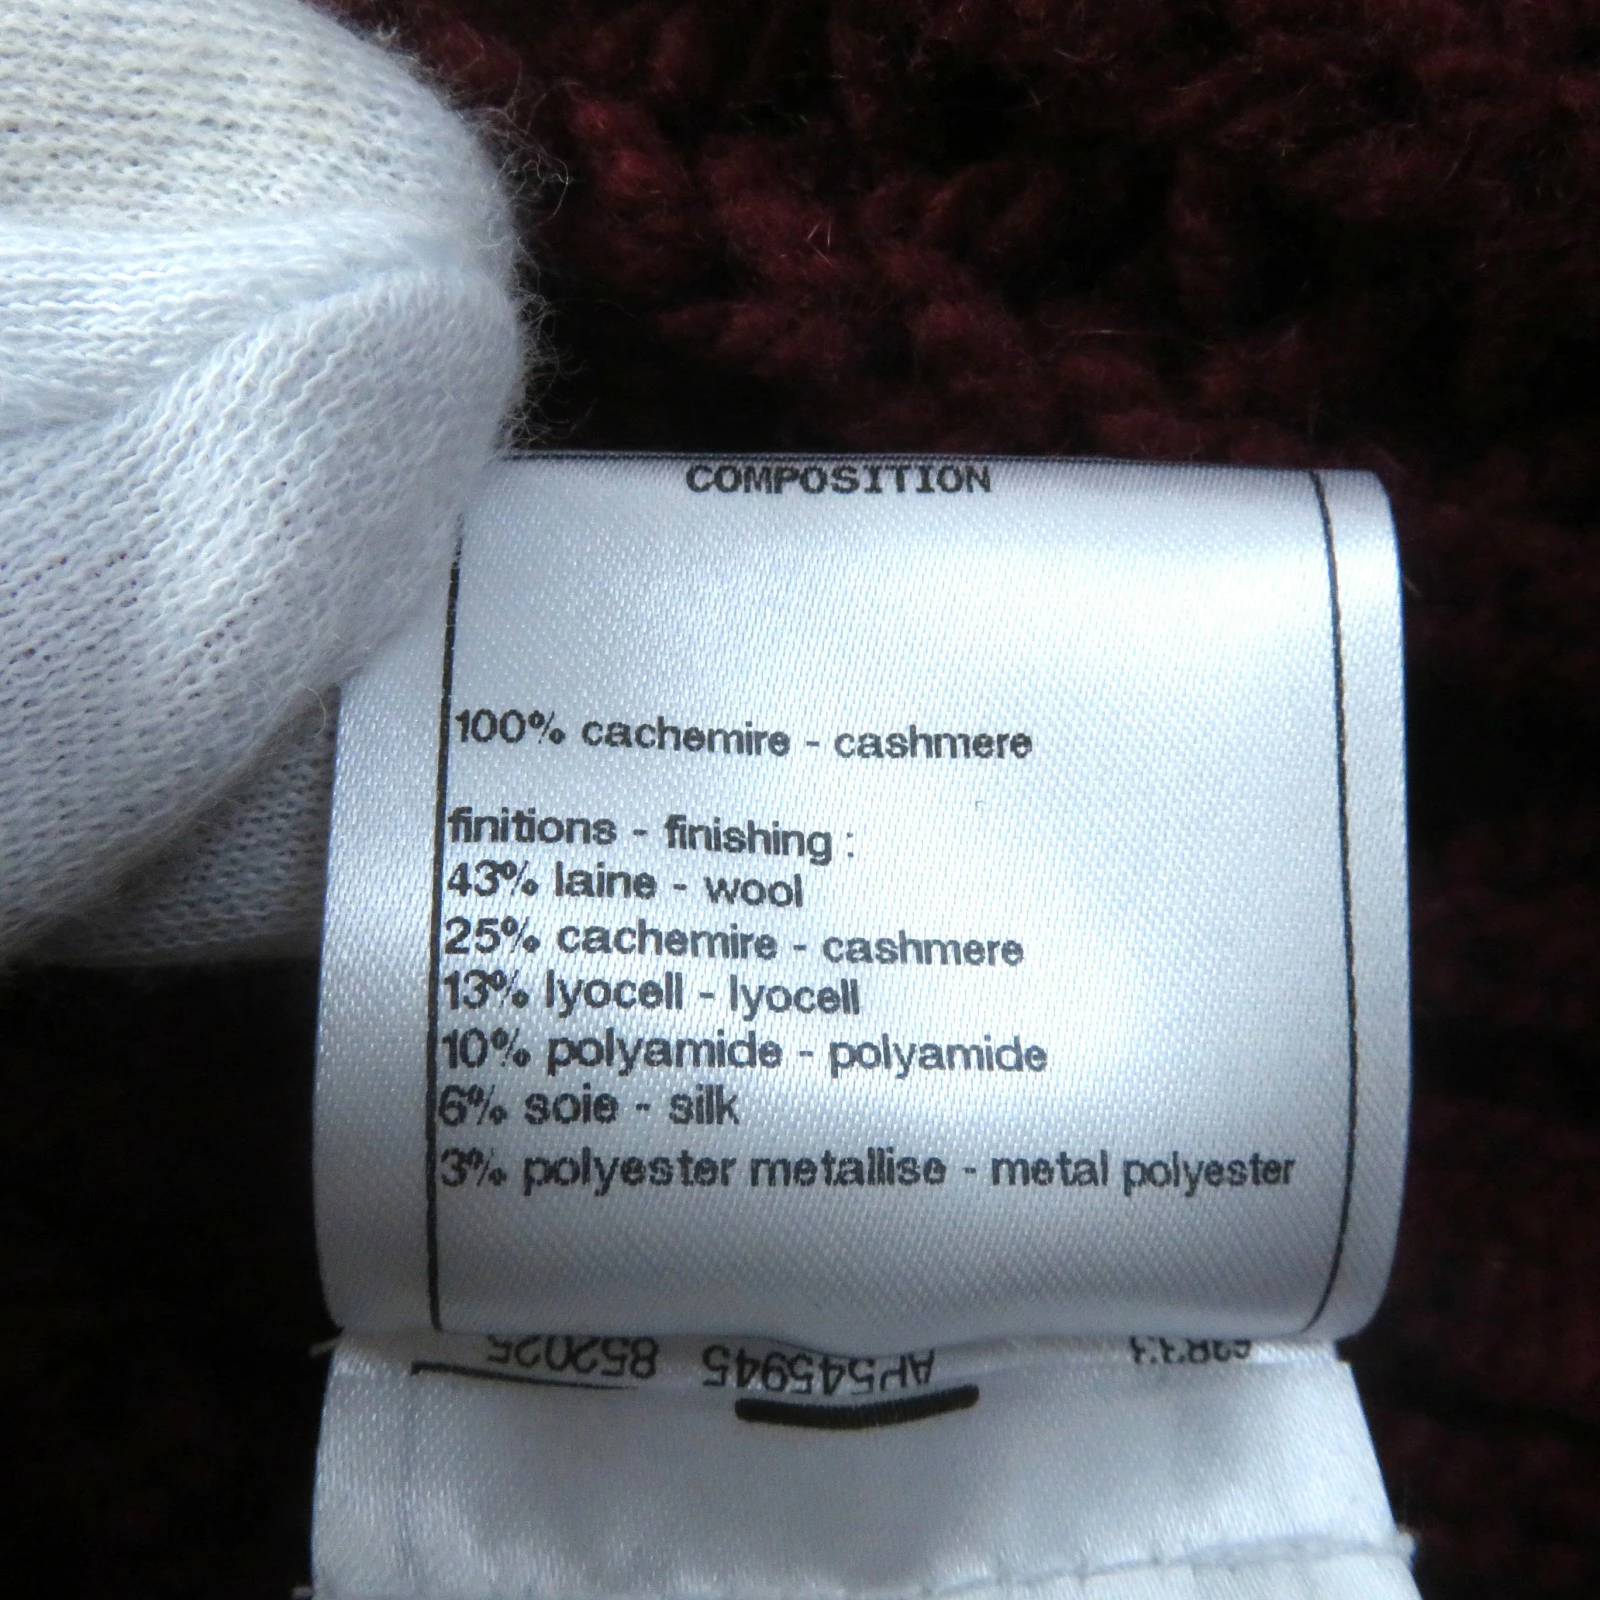 COMPOSITION
100% cachemire - cashmere
finitions - finishing :
43% laine - wool
25% cachemire - cashmere
13% lyocell - lyocell
10% polyamide - polyamide
6% soie - silk
3% polyester metallise - metal polyester
852025